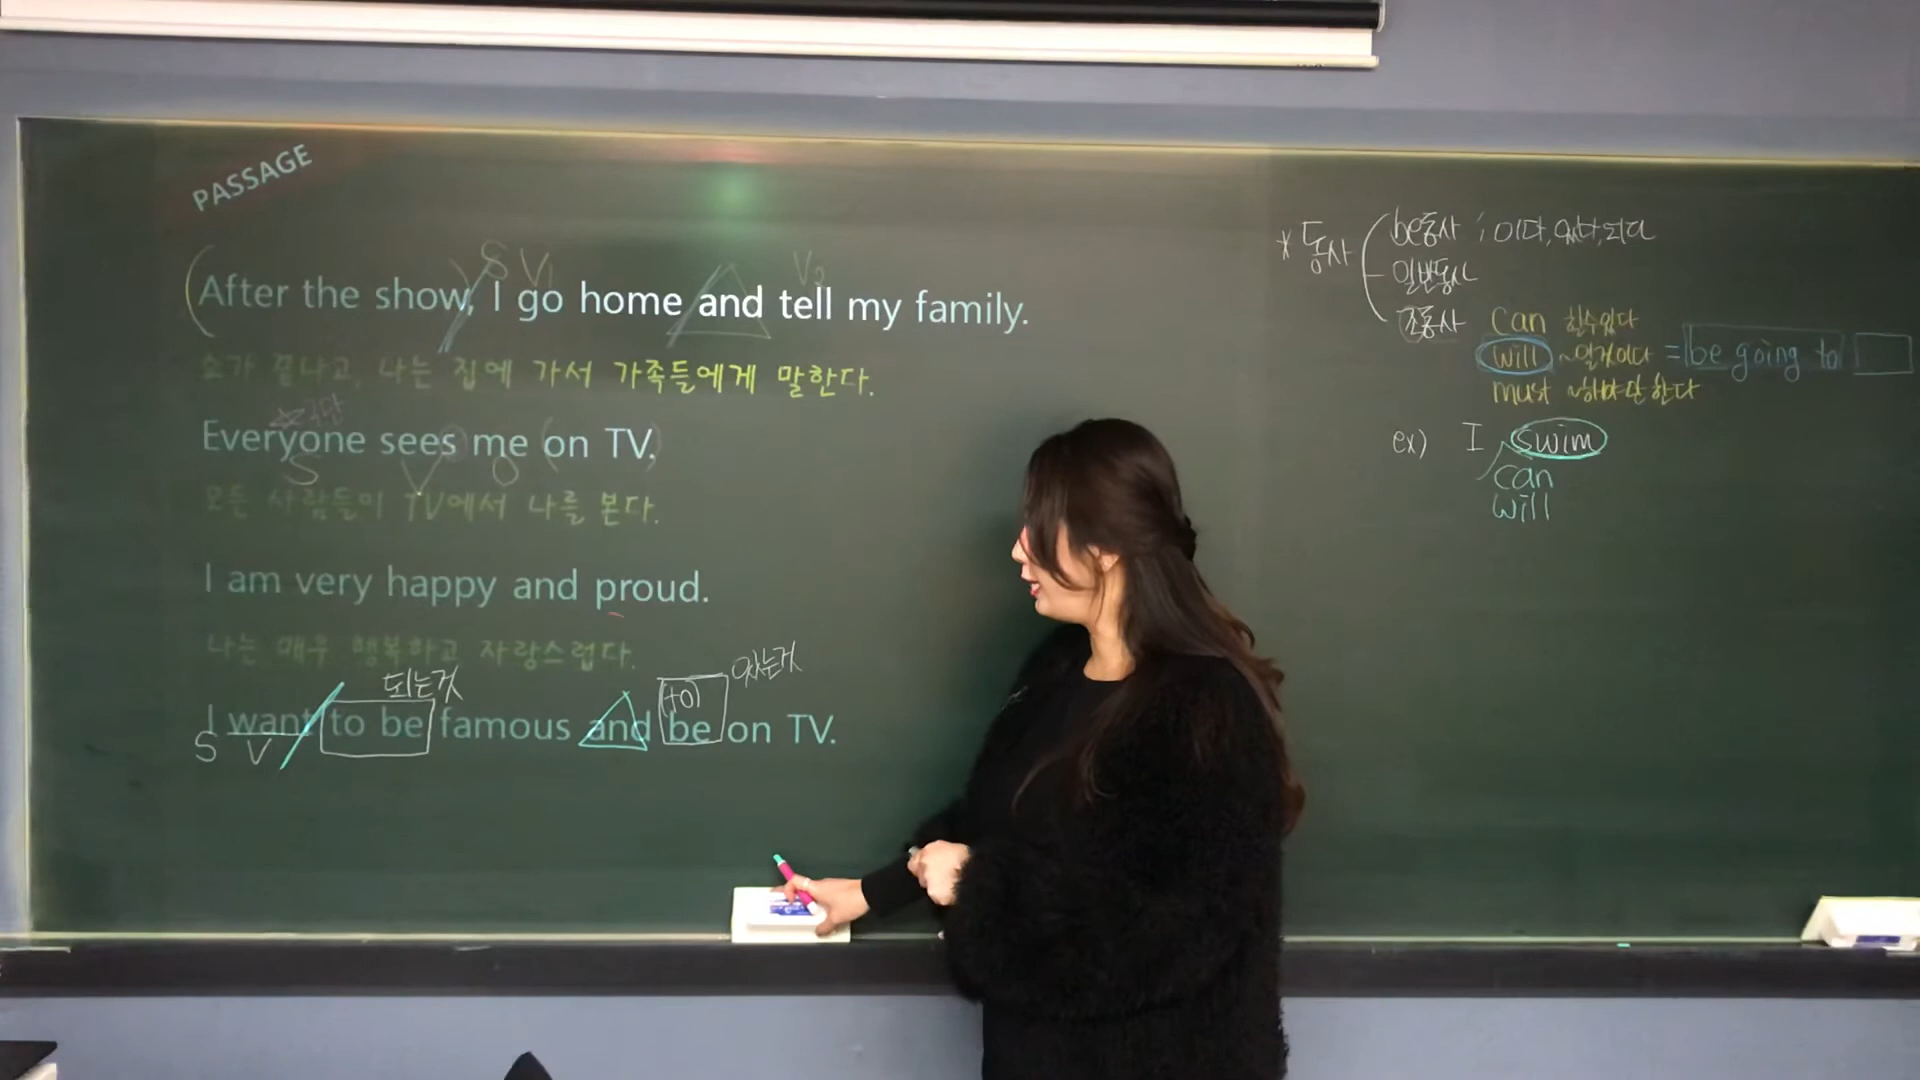 PASSAGE
S V₁ V₂
(After the show, I go home and tell my family.
쇼가 끝나고, 나는 집에 가서 가족들에게 말한다.
Everyone sees me (on TV.)
S V O
모든 사람들이 TV에서 나를 본다.
I am very happy and proud.
나는 매우 행복하고 자랑스럽다.
되는것 (to) 있는것
I want to be famous and be on TV.
S V
* 동사
be동사 ; 이다, 있다, 되다
일반동사
조동사 can 할수있다
will ~일것이다 = be going to
must ~해야만 한다
ex) I swim
can
will